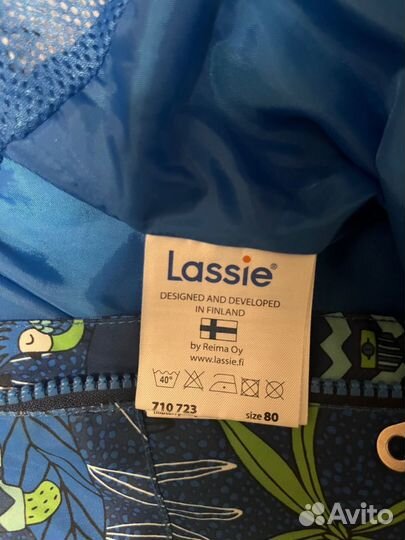 Lassie®
DESIGNED AND DEVELOPED
IN FINLAND
by Reima Oy
www.lassie.fi
40°
710 723
size 80
Avito